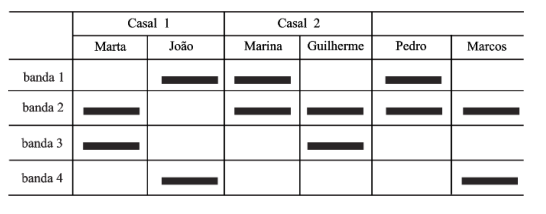 Casal 1 Casal 2
Marta João Marina Guilherme Pedro Marcos
banda 1
banda 2
banda 3
banda 4